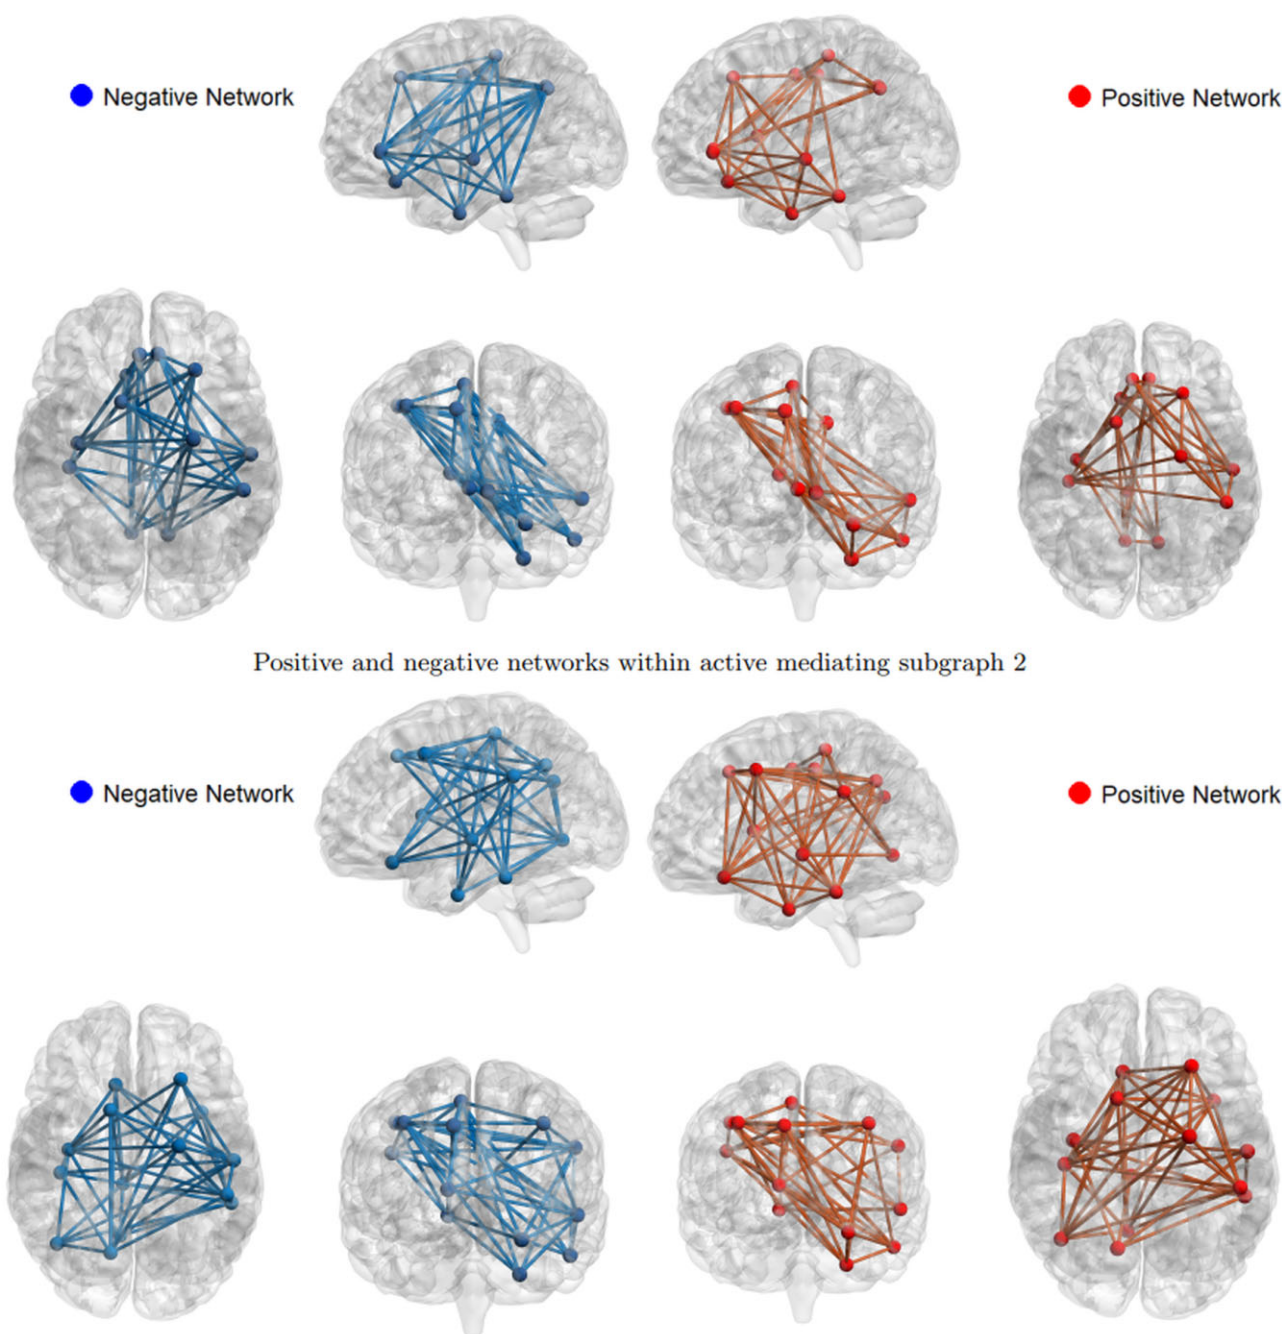 Negative Network
Positive Network
Positive and negative networks within active mediating subgraph 2
Negative Network
Positive Network